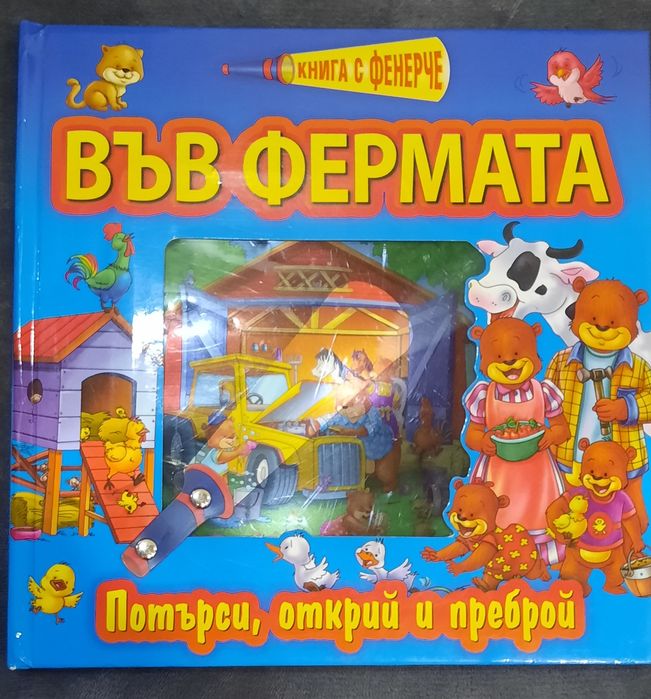 КНИГА С ФЕНЕРЧЕ
ВЪВ ФЕРМАТА
Потърси, открий и преброй